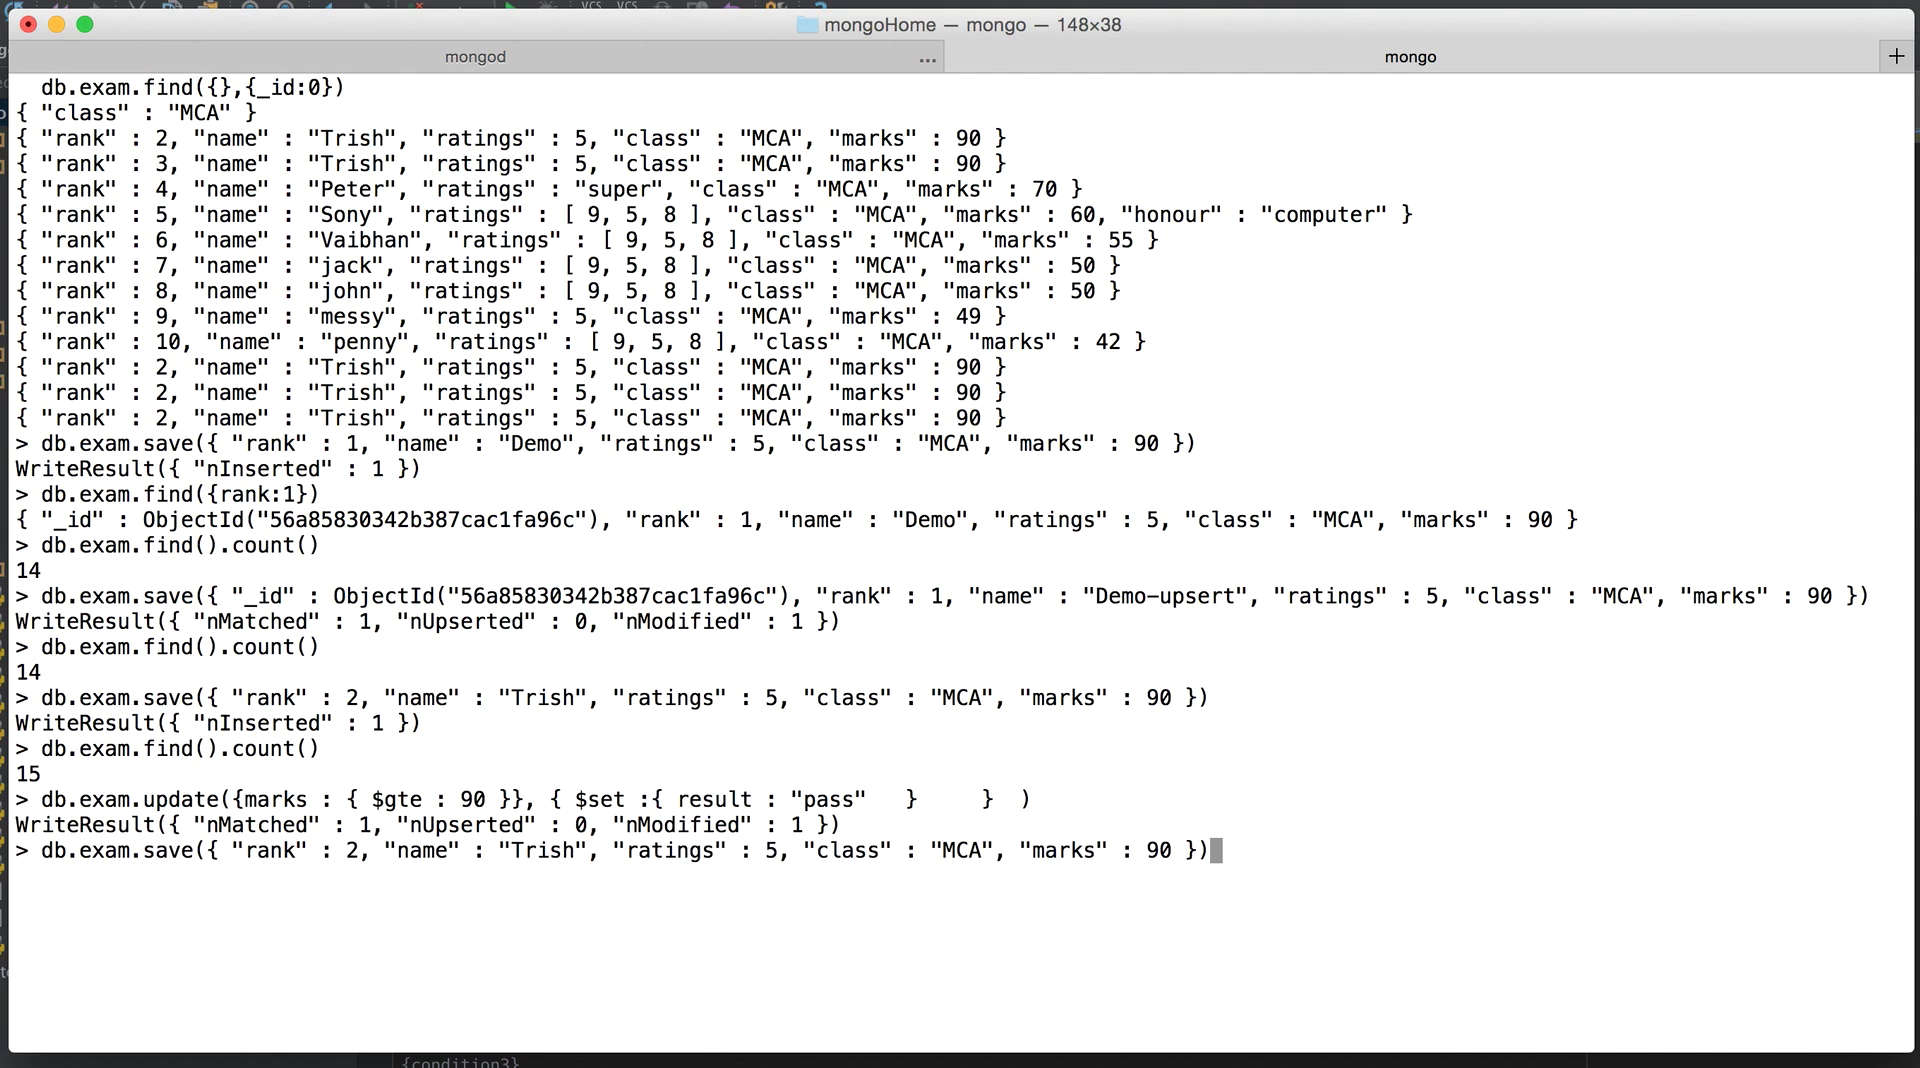 VCS VCS
mongoHome — mongo — 148×38
mongod ... mongo +
db.exam.find({},{_id:0})
{ "class" : "MCA" }
{ "rank" : 2, "name" : "Trish", "ratings" : 5, "class" : "MCA", "marks" : 90 }
{ "rank" : 3, "name" : "Trish", "ratings" : 5, "class" : "MCA", "marks" : 90 }
{ "rank" : 4, "name" : "Peter", "ratings" : "super", "class" : "MCA", "marks" : 70 }
{ "rank" : 5, "name" : "Sony", "ratings" : [ 9, 5, 8 ], "class" : "MCA", "marks" : 60, "honour" : "computer" }
{ "rank" : 6, "name" : "Vaibhan", "ratings" : [ 9, 5, 8 ], "class" : "MCA", "marks" : 55 }
{ "rank" : 7, "name" : "jack", "ratings" : [ 9, 5, 8 ], "class" : "MCA", "marks" : 50 }
{ "rank" : 8, "name" : "john", "ratings" : [ 9, 5, 8 ], "class" : "MCA", "marks" : 50 }
{ "rank" : 9, "name" : "messy", "ratings" : 5, "class" : "MCA", "marks" : 49 }
{ "rank" : 10, "name" : "penny", "ratings" : [ 9, 5, 8 ], "class" : "MCA", "marks" : 42 }
{ "rank" : 2, "name" : "Trish", "ratings" : 5, "class" : "MCA", "marks" : 90 }
{ "rank" : 2, "name" : "Trish", "ratings" : 5, "class" : "MCA", "marks" : 90 }
{ "rank" : 2, "name" : "Trish", "ratings" : 5, "class" : "MCA", "marks" : 90 }
> db.exam.save({ "rank" : 1, "name" : "Demo", "ratings" : 5, "class" : "MCA", "marks" : 90 })
WriteResult({ "nInserted" : 1 })
> db.exam.find({rank:1})
{ "_id" : ObjectId("56a85830342b387cac1fa96c"), "rank" : 1, "name" : "Demo", "ratings" : 5, "class" : "MCA", "marks" : 90 }
> db.exam.find().count()
14
> db.exam.save({ "_id" : ObjectId("56a85830342b387cac1fa96c"), "rank" : 1, "name" : "Demo-upsert", "ratings" : 5, "class" : "MCA", "marks" : 90 })
WriteResult({ "nMatched" : 1, "nUpserted" : 0, "nModified" : 1 })
> db.exam.find().count()
14
> db.exam.save({ "rank" : 2, "name" : "Trish", "ratings" : 5, "class" : "MCA", "marks" : 90 })
WriteResult({ "nInserted" : 1 })
> db.exam.find().count()
15
> db.exam.update({marks : { $gte : 90 }}, { $set :{ result : "pass"   }     }  )
WriteResult({ "nMatched" : 1, "nUpserted" : 0, "nModified" : 1 })
> db.exam.save({ "rank" : 2, "name" : "Trish", "ratings" : 5, "class" : "MCA", "marks" : 90 })
{condition3}